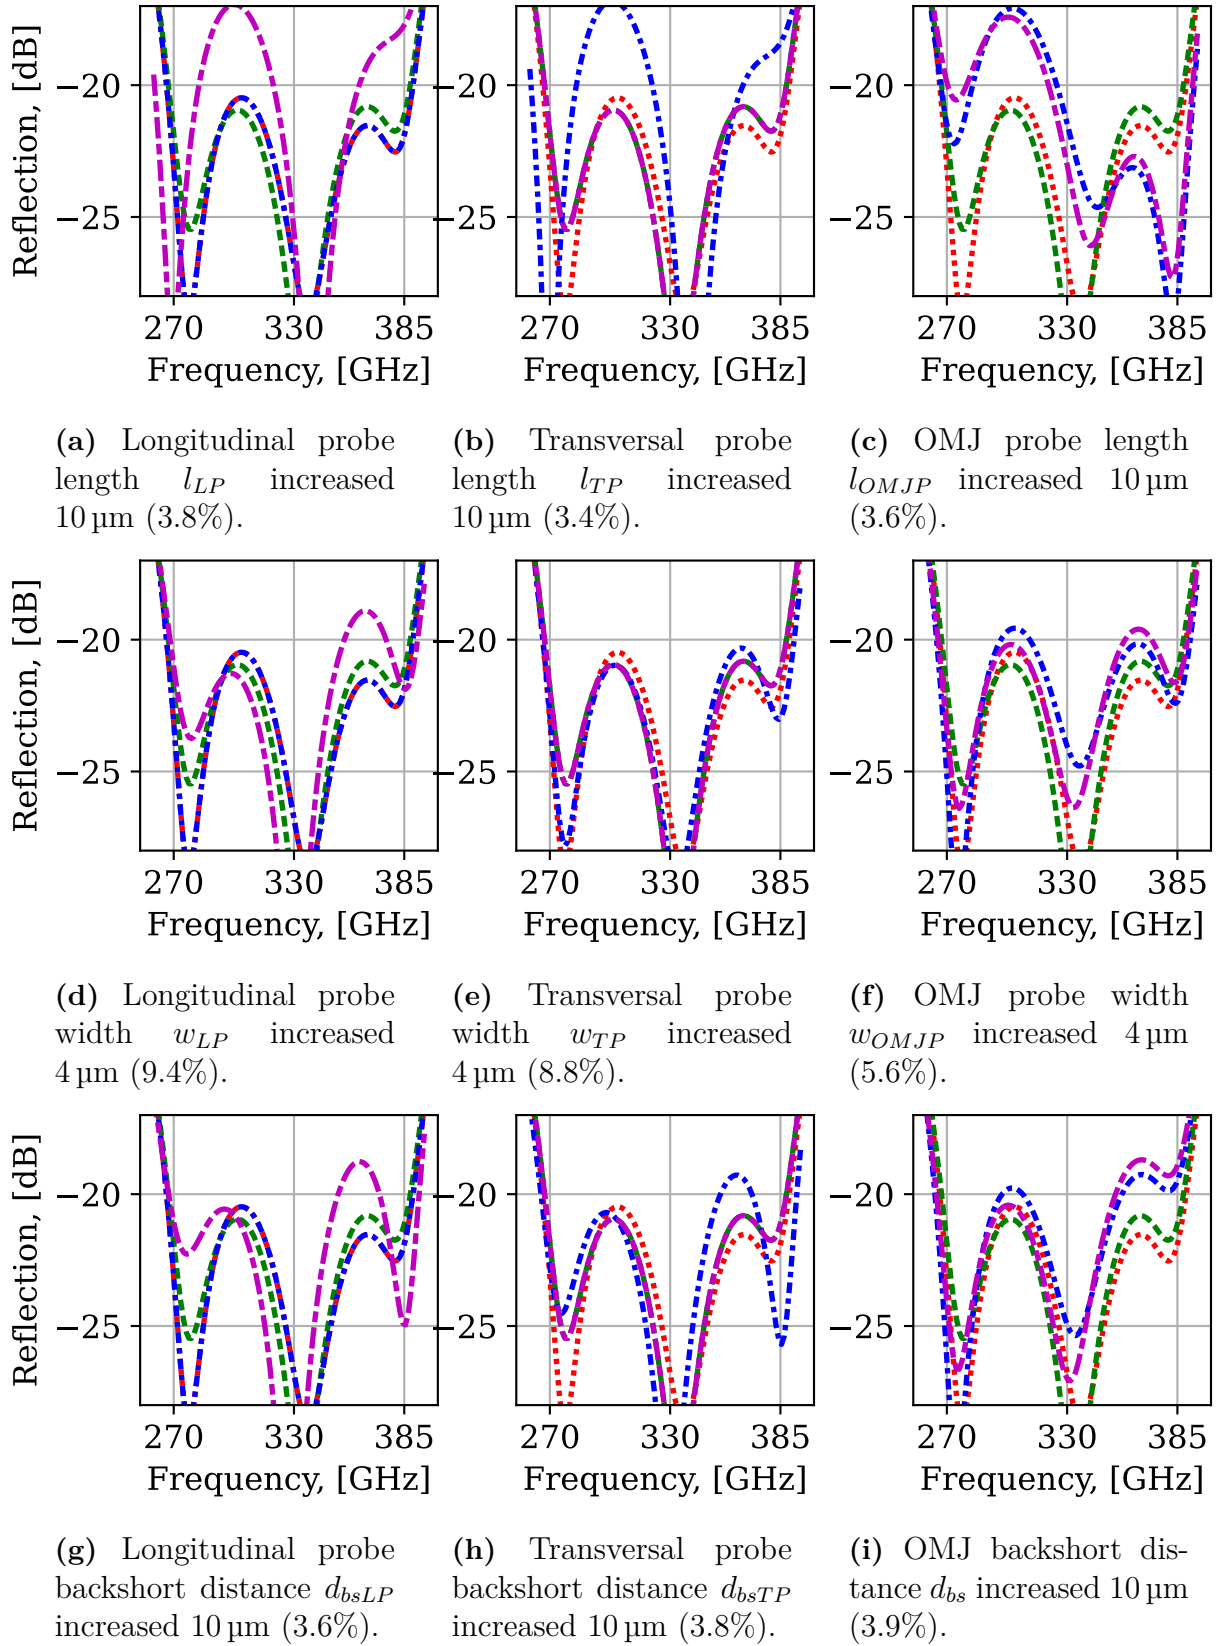 Reflection, [dB]
−20
−25
−20
−25
−20
−25
270 330 385
270 330 385
270 330 385
Frequency, [GHz]
Frequency, [GHz]
Frequency, [GHz]
(a) Longitudinal probe
length l_LP increased
10 µm (3.8%).
(b) Transversal probe
length l_TP increased
10 µm (3.4%).
(c) OMJ probe length
l_OMJP increased 10 µm
(3.6%).
Reflection, [dB]
−20
−25
−20
−25
−20
−25
270 330 385
270 330 385
270 330 385
Frequency, [GHz]
Frequency, [GHz]
Frequency, [GHz]
(d) Longitudinal probe
width w_LP increased
4 µm (9.4%).
(e) Transversal probe
width w_TP increased
4 µm (8.8%).
(f) OMJ probe width
w_OMJP increased 4 µm
(5.6%).
Reflection, [dB]
−20
−25
−20
−25
−20
−25
270 330 385
270 330 385
270 330 385
Frequency, [GHz]
Frequency, [GHz]
Frequency, [GHz]
(g) Longitudinal probe
backshort distance d_bsLP
increased 10 µm (3.6%).
(h) Transversal probe
backshort distance d_bsTP
increased 10 µm (3.8%).
(i) OMJ backshort dis-
tance d_bs increased 10 µm
(3.9%).